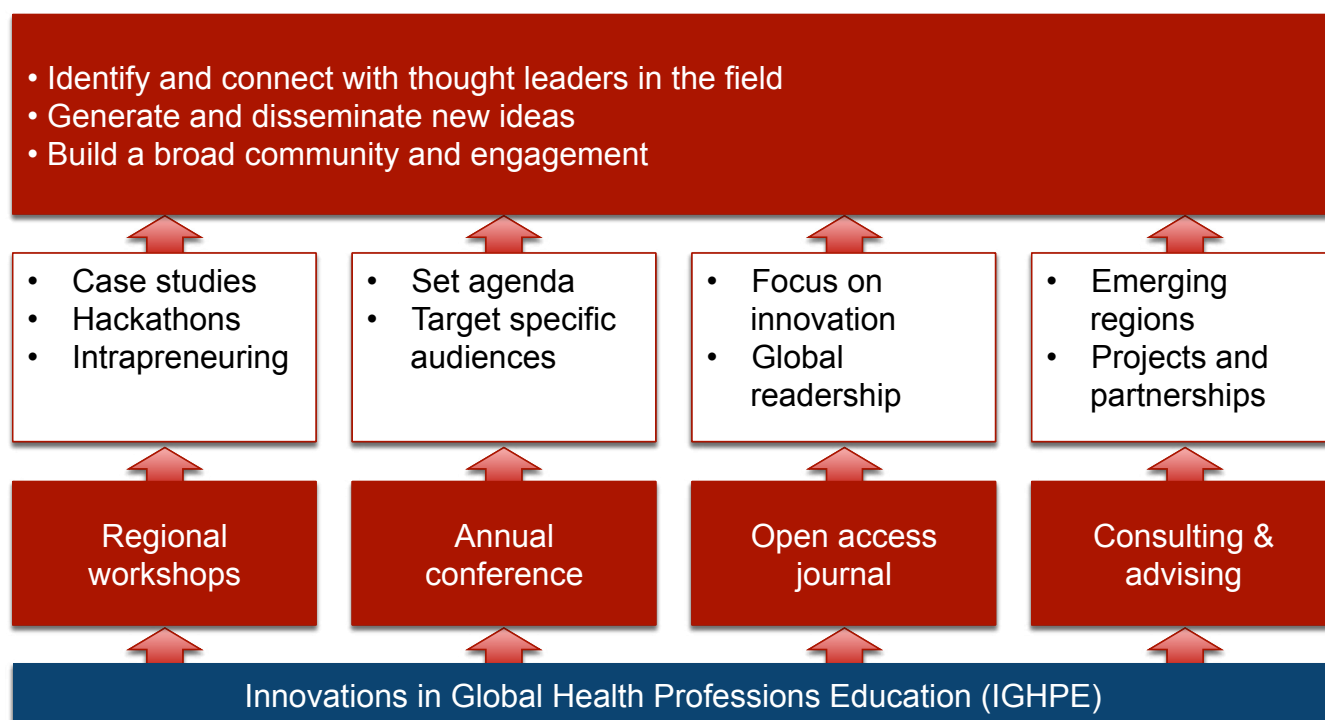 • Identify and connect with thought leaders in the field
• Generate and disseminate new ideas
• Build a broad community and engagement
• Case studies
• Hackathons
• Intrapreneuring
• Set agenda
• Target specific
audiences
• Focus on
innovation
• Global
readership
• Emerging
regions
• Projects and
partnerships
Regional
workshops
Annual
conference
Open access
journal
Consulting &
advising
Innovations in Global Health Professions Education (IGHPE)